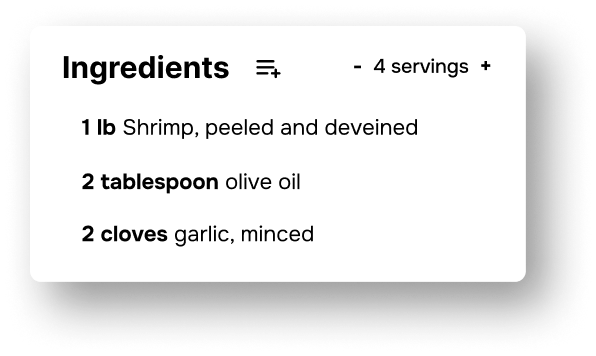 Ingredients - 4 servings +
1 lb Shrimp, peeled and deveined
2 tablespoon olive oil
2 cloves garlic, minced